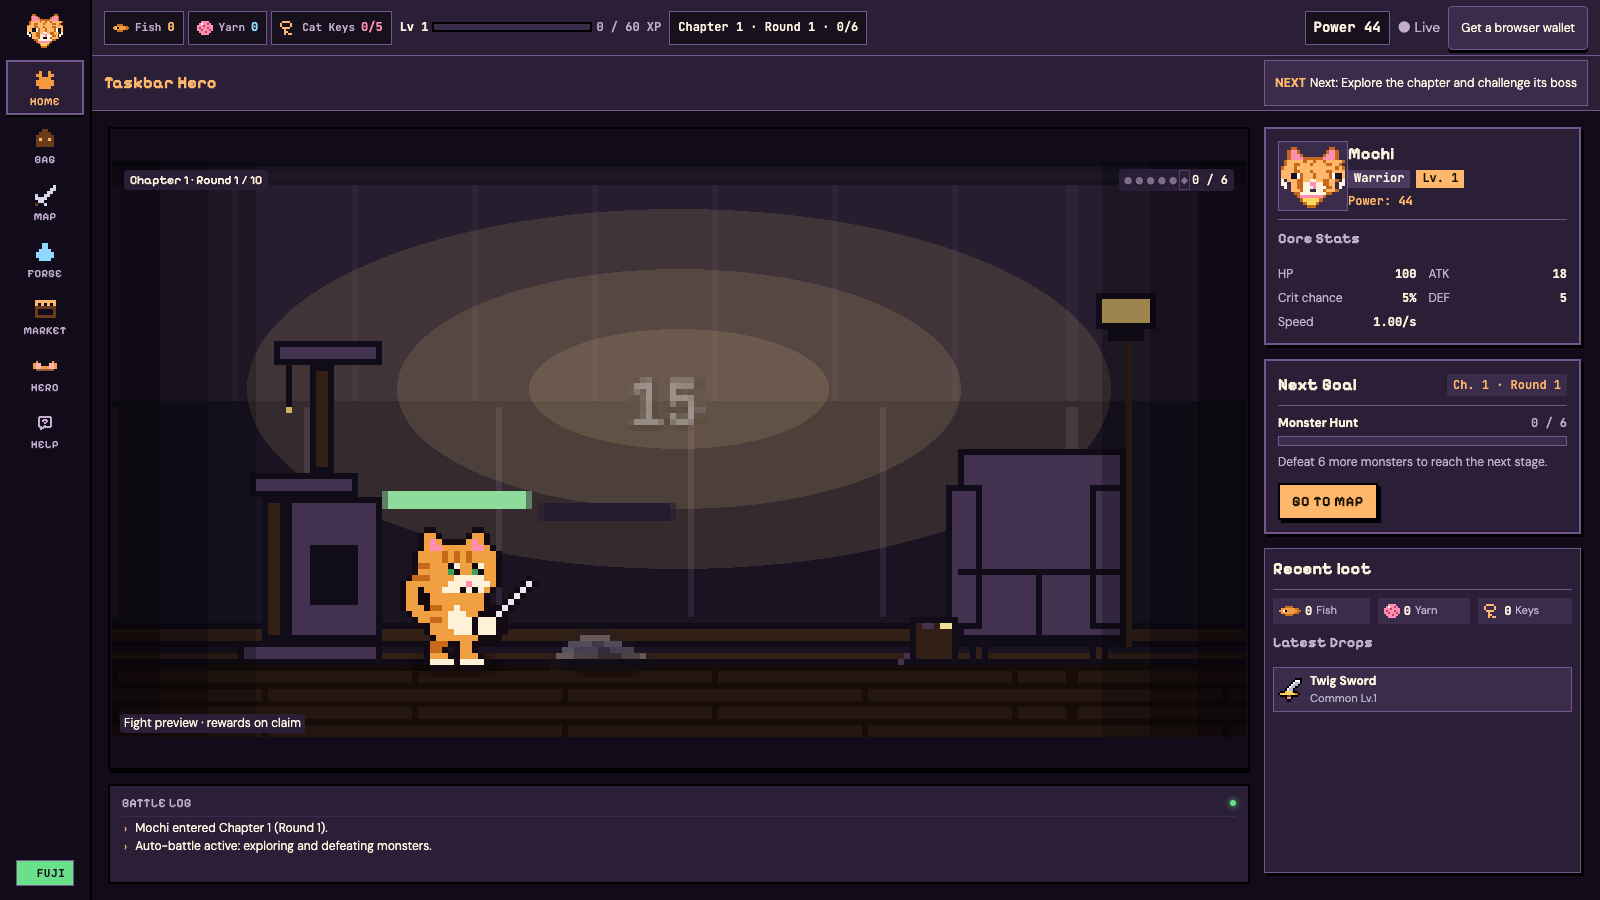 Fish 0
Yarn 0
Cat Keys 0/5
Lv 1
0 / 60 XP
Chapter 1 · Round 1 · 0/6
Power 44
Live
Get a browser wallet
HOME
BAG
MAP
FORGE
MARKET
HERO
HELP
FUJI
Taskbar Hero
NEXT Next: Explore the chapter and challenge its boss
Chapter 1 · Round 1 / 10
0 / 6
15
Fight preview · rewards on claim
BATTLE LOG
› Mochi entered Chapter 1 (Round 1).
› Auto-battle active: exploring and defeating monsters.
Mochi
Warrior Lv. 1
Power: 44
Core Stats
HP 100 ATK 18
Crit chance 5% DEF 5
Speed 1.00/s
Next Goal Ch. 1 · Round 1
Monster Hunt 0 / 6
Defeat 6 more monsters to reach the next stage.
GO TO MAP
Recent loot
0 Fish 0 Yarn 0 Keys
Latest Drops
Twig Sword
Common Lv.1